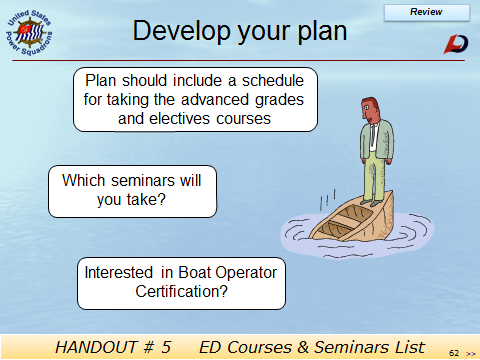 United States
Power Squadrons
Review
Develop your plan
Plan should include a schedule
for taking the advanced grades
and electives courses
Which seminars will
you take?
Interested in Boat Operator
Certification?
HANDOUT # 5 ED Courses & Seminars List
62 >>